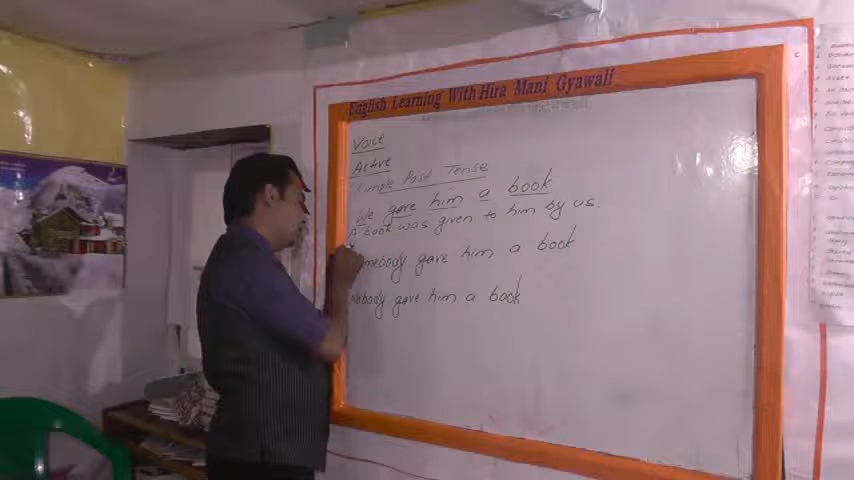 English Learning With Hira Mani Gyawali
Voice
Active
Simple Past Tense
We gave him a book
A book was given to him by us.
Somebody gave him a book
Nobody gave him a book